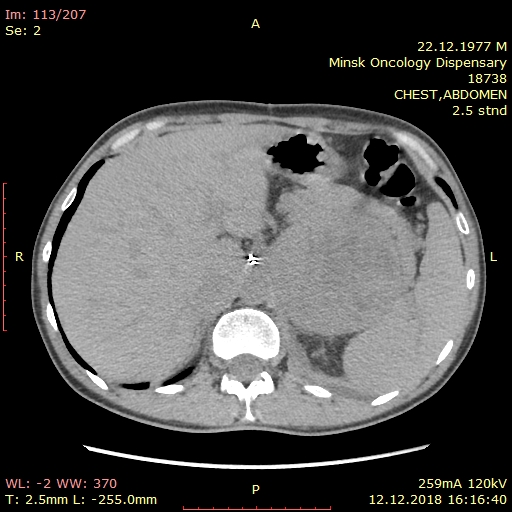 Im: 113/207
Se: 2
A
22.12.1977 M
Minsk Oncology Dispensary
18738
CHEST,ABDOMEN
2.5 stnd
R
L
WL: -2 WW: 370
T: 2.5mm L: -255.0mm
P
259mA 120kV
12.12.2018 16:16:40